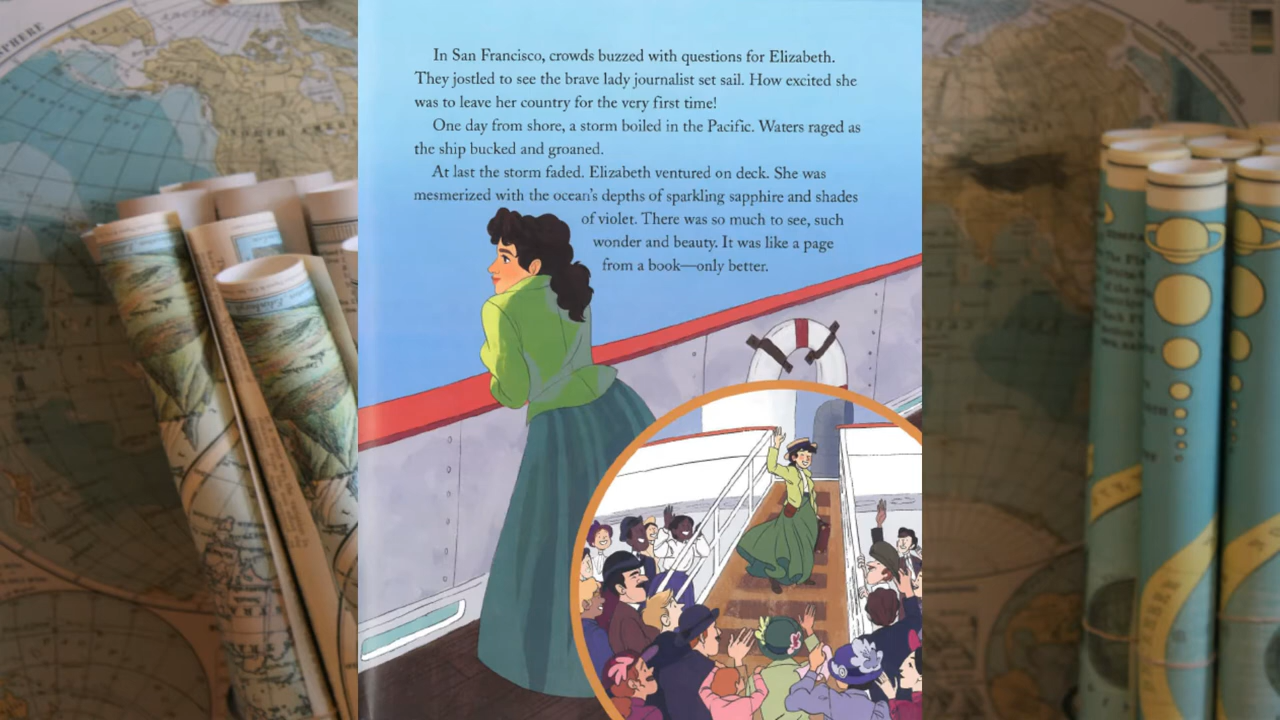 In San Francisco, crowds buzzed with questions for Elizabeth.
They jostled to see the brave lady journalist set sail. How excited she
was to leave her country for the very first time!
One day from shore, a storm boiled in the Pacific. Waters raged as
the ship bucked and groaned.
At last the storm faded. Elizabeth ventured on deck. She was
mesmerized with the ocean's depths of sparkling sapphire and shades
of violet. There was so much to see, such
wonder and beauty. It was like a page
from a book—only better.